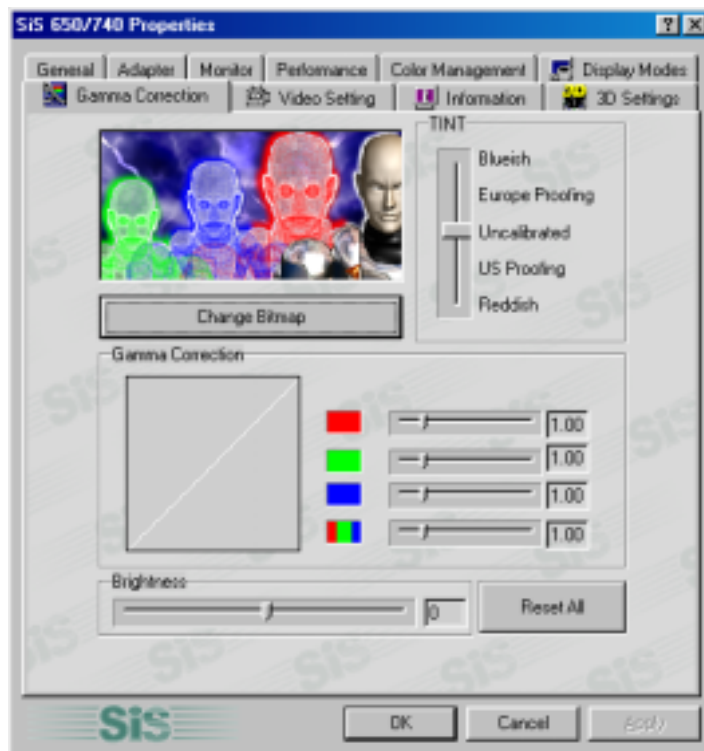 SiS 650/740 Properties
General Adapter Monitor Performance Color Management Display Modes
Gamma Correction Video Setting Information 3D Settings
TINT
Blueish
Europe Proofing
Uncalibrated
US Proofing
Reddish
Change Bitmap
Gamma Correction
1.00
1.00
1.00
1.00
Brightness
0
Reset All
SiS
OK Cancel Apply